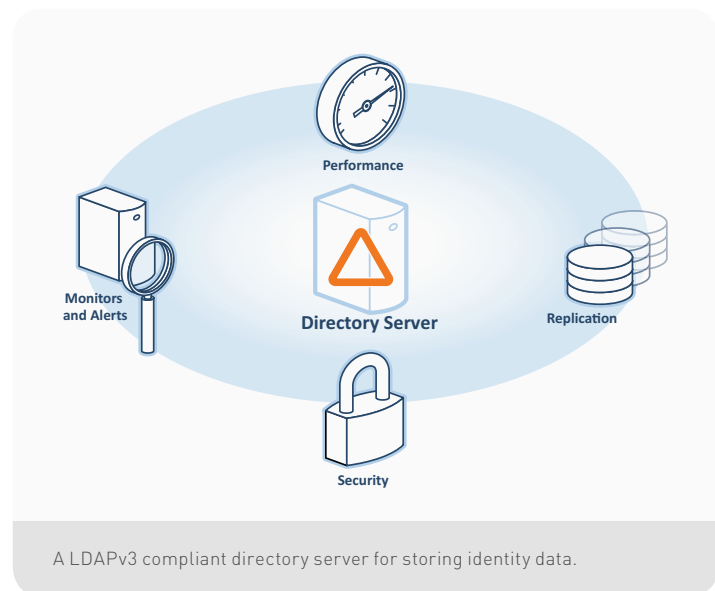 Performance
Monitors
and Alerts
Directory Server
Replication
Security
A LDAPv3 compliant directory server for storing identity data.